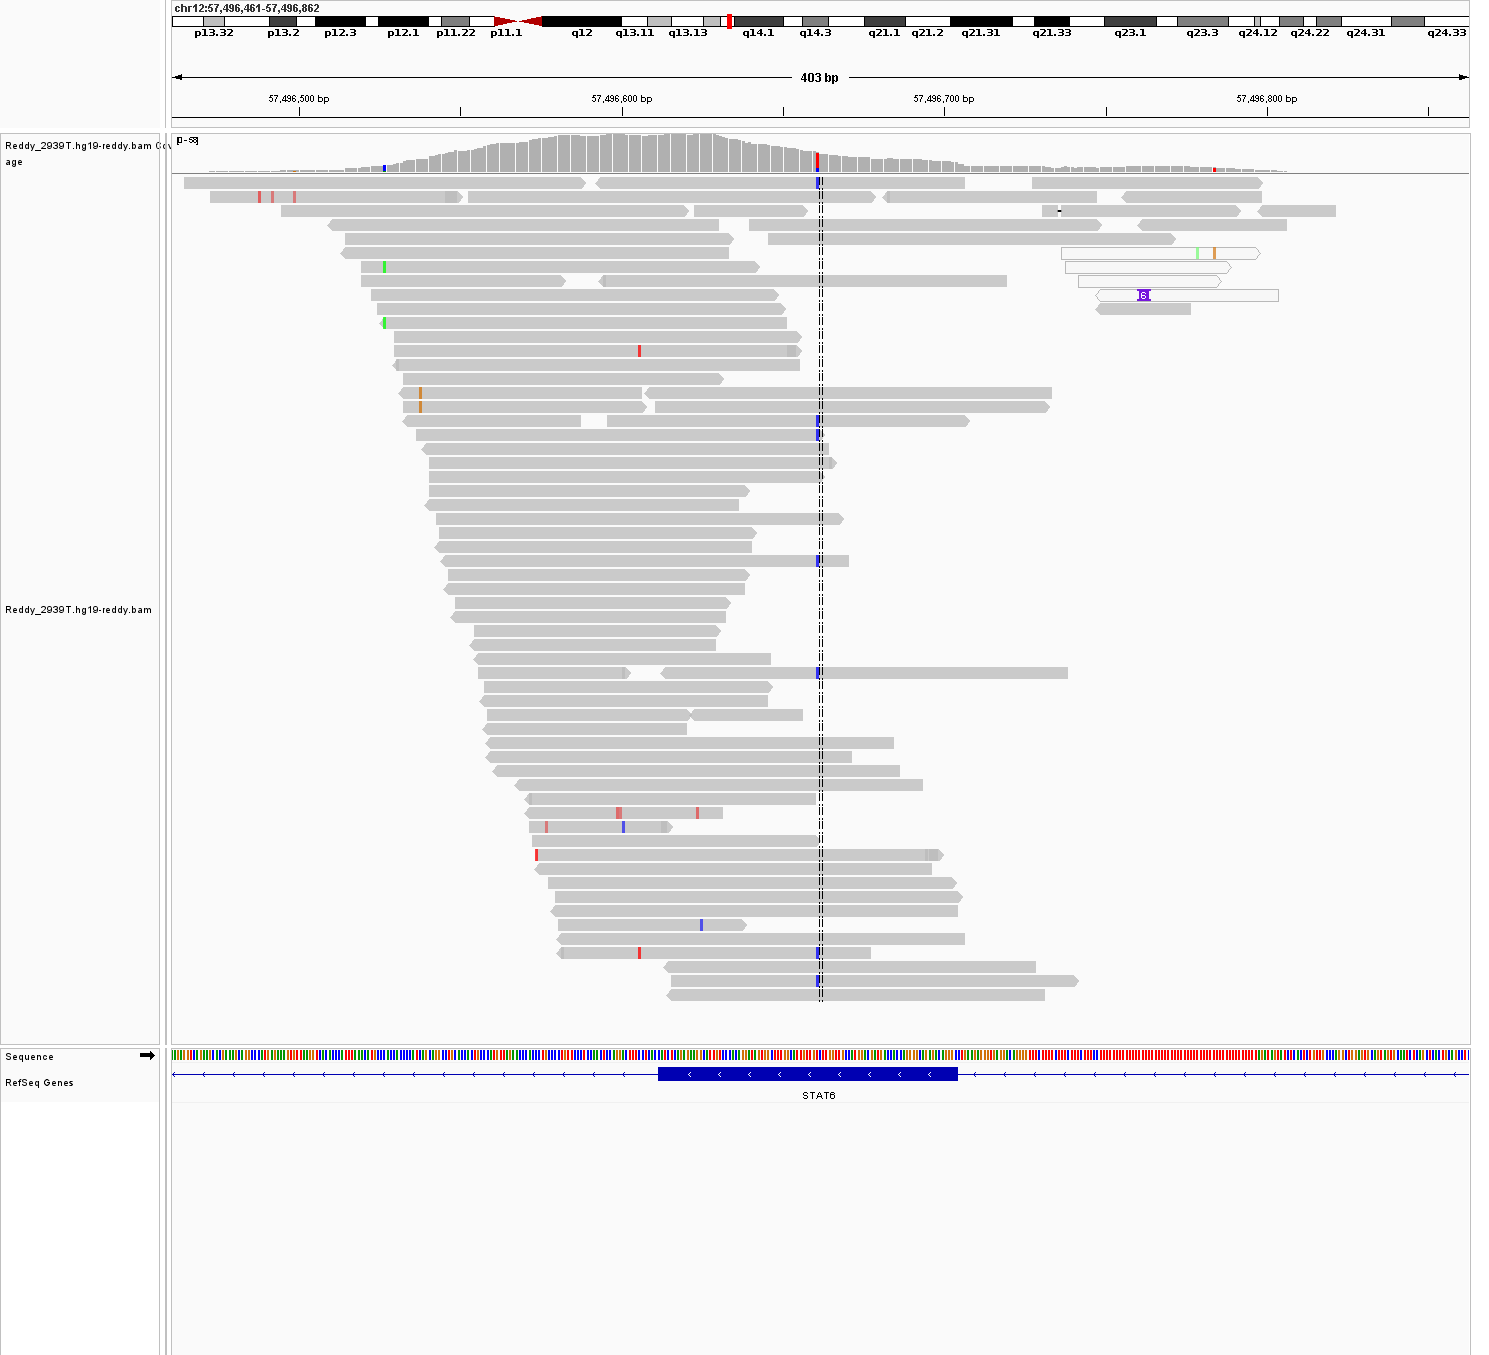 chr12:57,496,461-57,496,862
p13.32 p13.2 p12.3 p12.1 p11.22 p11.1 q12 q13.11 q13.13 q14.1 q14.3 q21.1 q21.2 q21.31 q21.33 q23.1 q23.3 q24.12 q24.22 q24.31 q24.33
403 bp
57,496,500 bp 57,496,600 bp 57,496,700 bp 57,496,800 bp
Reddy_2939T.hg19-reddy.bam
age
6
Reddy_2939T.hg19-reddy.bam
Sequence
RefSeq Genes
STAT6